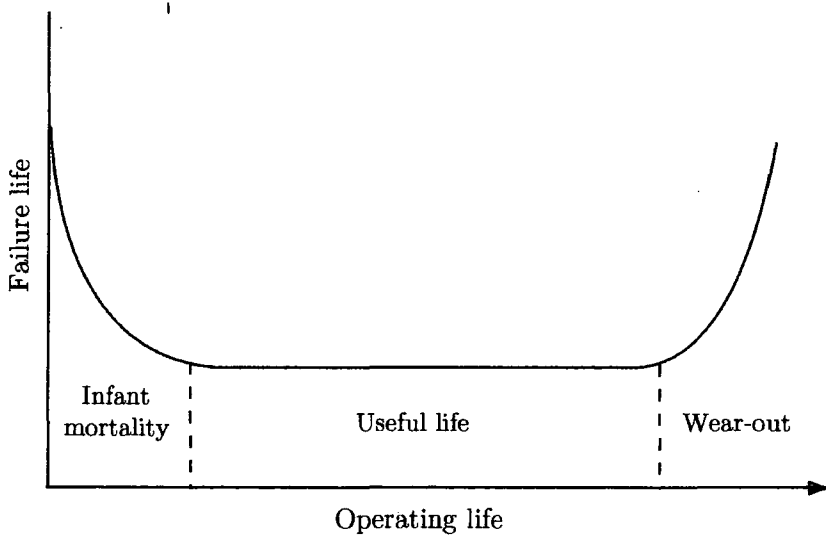 Failure life
Infant
mortality
Useful life
Wear-out
Operating life